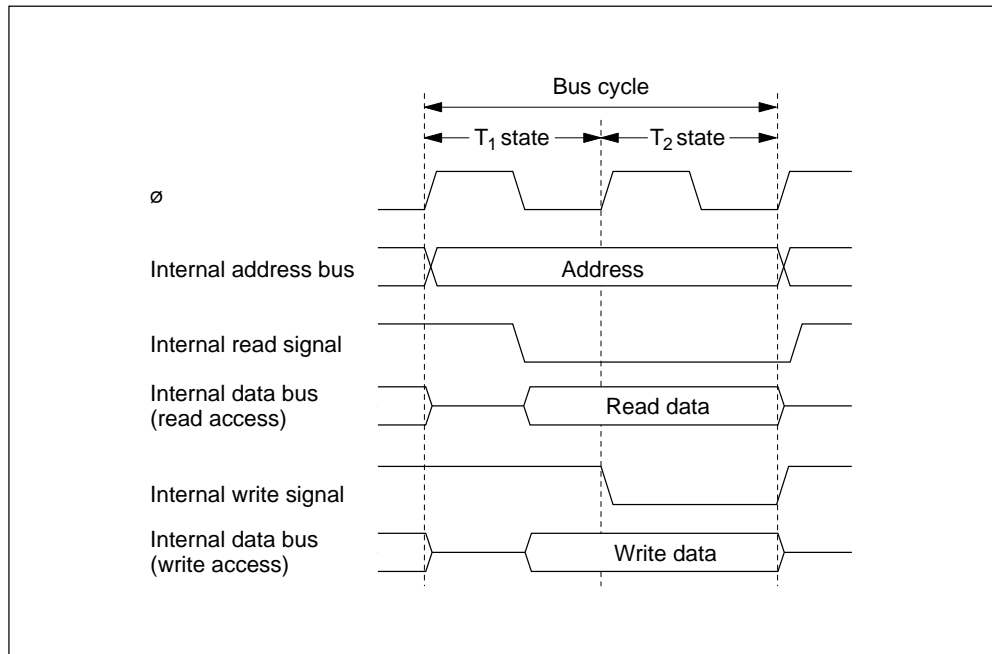 Bus cycle
T1 state
T2 state
ø
Internal address bus
Address
Internal read signal
Internal data bus
(read access)
Read data
Internal write signal
Internal data bus
(write access)
Write data